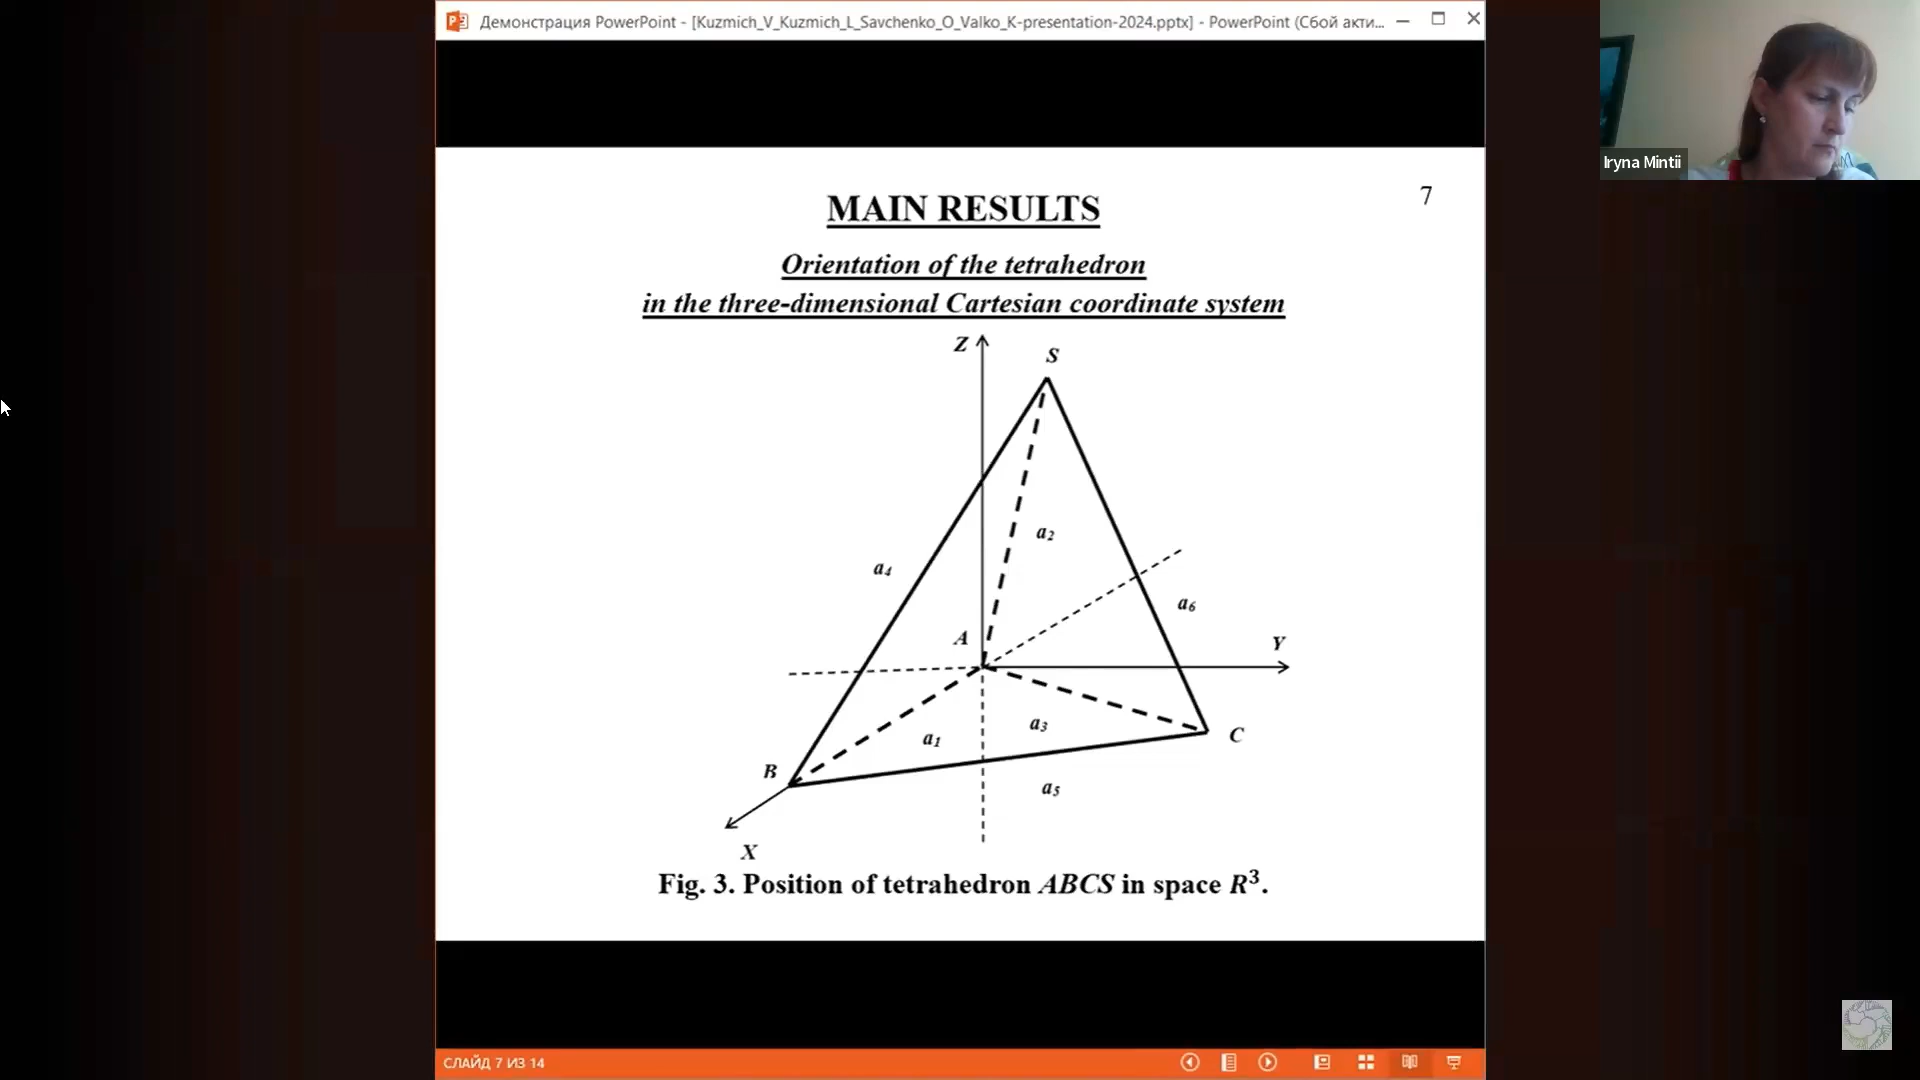 Демонстрация PowerPoint - [Kuzmich_V_Kuzmich_L_Savchenko_O_Valko_K-presentation-2024.pptx] - PowerPoint (Сбой акти...
Iryna Mintii
7
MAIN RESULTS
Orientation of the tetrahedron
in the three-dimensional Cartesian coordinate system
Z
S
a₂
a₄
a₆
A
Y
a₃
a₁
C
B
a₅
X
Fig. 3. Position of tetrahedron ABCS in space R³.
СЛАЙД 7 ИЗ 14